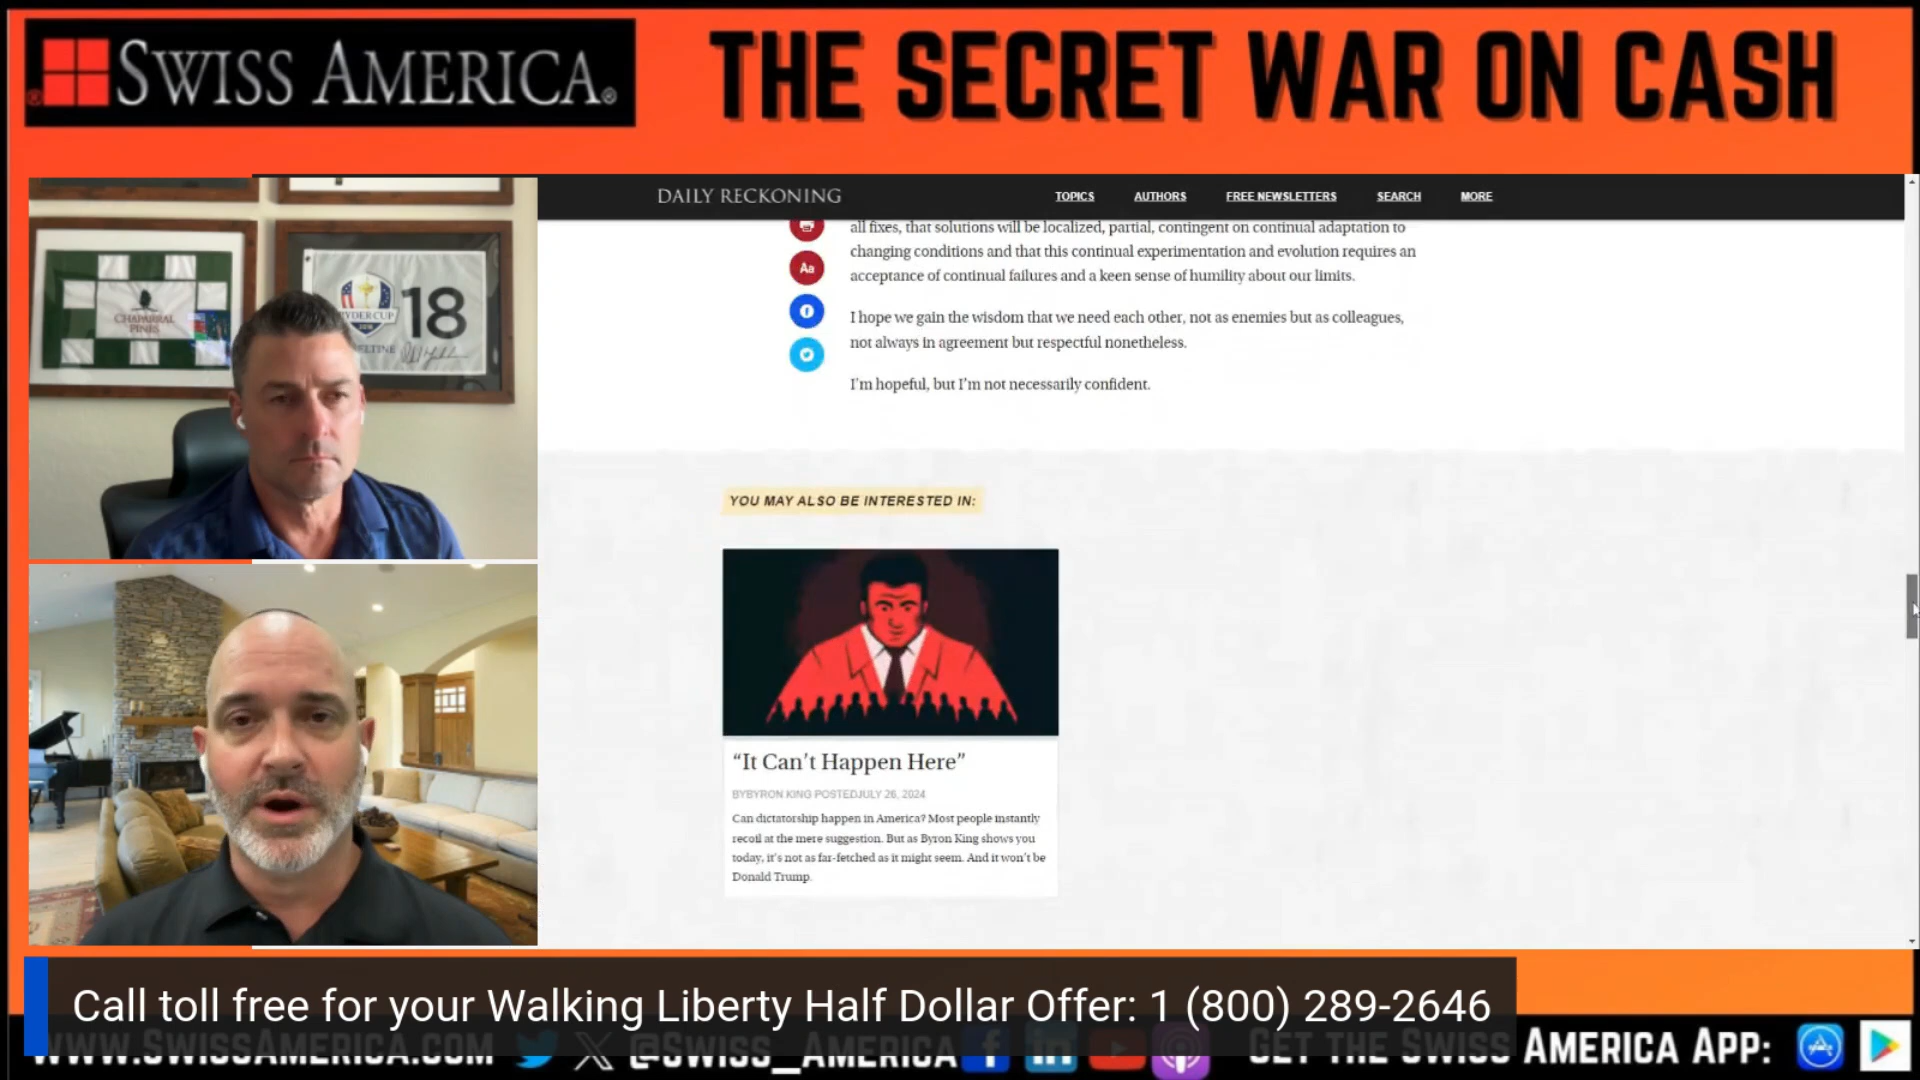 SWISS AMERICA®
THE SECRET WAR ON CASH
DAILY RECKONING
TOPICS
AUTHORS
FREE NEWSLETTERS
SEARCH
MORE
all fixes, that solutions will be localized, partial, contingent on continual adaptation to
changing conditions and that this continual experimentation and evolution requires an
acceptance of continual failures and a keen sense of humility about our limits.
Aa
I hope we gain the wisdom that we need each other, not as enemies but as colleagues,
not always in agreement but respectful nonetheless.
I'm hopeful, but I'm not necessarily confident.
CHAPARRAL
PINES
RYDER CUP
18
YOU MAY ALSO BE INTERESTED IN:
“It Can’t Happen Here”
BYBYRON KING POSTEDJULY 26, 2024
Can dictatorship happen in America? Most people instantly
recoil at the mere suggestion. But as Byron King shows you
today, it's not as far-fetched as it might seem. And it won't be
Donald Trump.
Call toll free for your Walking Liberty Half Dollar Offer: 1 (800) 289-2646
WWW.SWISSAMERICA.COM
@SWISS_AMERICA
GET THE SWISS AMERICA APP: